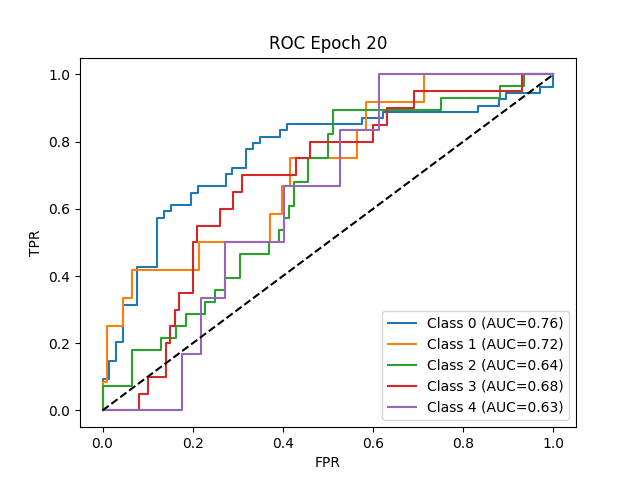 ROC Epoch 20
TPR
1.0
0.8
0.6
0.4
0.2
0.0
Class 0 (AUC=0.76)
Class 1 (AUC=0.72)
Class 2 (AUC=0.64)
Class 3 (AUC=0.68)
Class 4 (AUC=0.63)
0.0 0.2 0.4 0.6 0.8 1.0
FPR